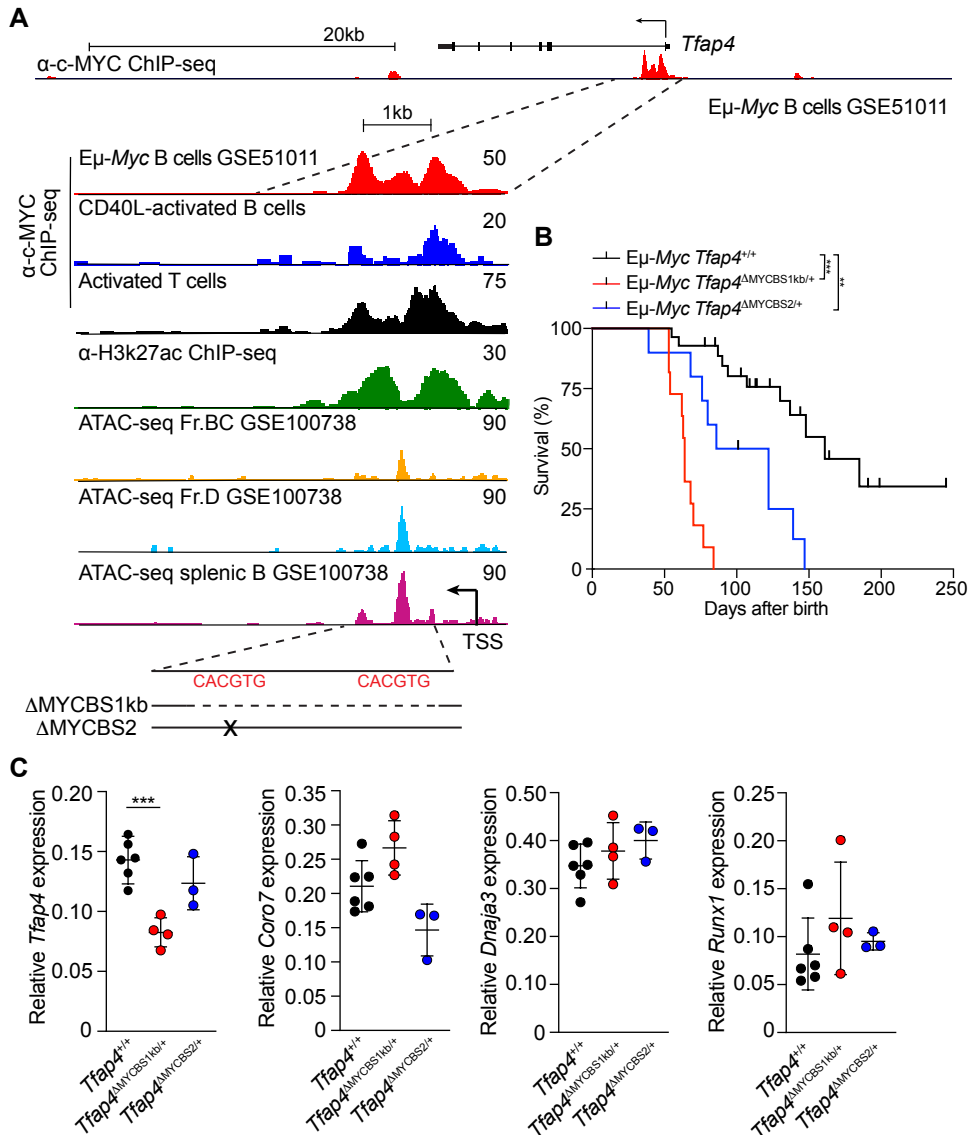 A
20kb
Tfap4
α-c-MYC ChIP-seq
Eμ-Myc B cells GSE51011
1kb
α-c-MYC
ChIP-seq
Eμ-Myc B cells GSE51011 50
CD40L-activated B cells
20
Activated T cells 75
α-H3k27ac ChIP-seq 30
ATAC-seq Fr.BC GSE100738 90
ATAC-seq Fr.D GSE100738 90
ATAC-seq splenic B GSE100738 90
TSS
CACGTG CACGTG
ΔMYCBS1kb
ΔMYCBS2
X
B
Eμ-Myc Tfap4+/+
Eμ-Myc TfapΔMYCBS1kb/+
Eμ-Myc Tfap4ΔMYCBS2/+
***
**
Survival (%)
100
75
50
25
0
0 50 100 150 200 250
Days after birth
C
Relative Tfap4 expression
0.20
0.15
0.10
0.05
0
***
Tfap4+/+
Tfap4ΔMYCBS1kb/+
Tfap4ΔMYCBS2/+
Relative Coro7 expression
0.35
0.30
0.25
0.20
0.15
0.10
0.05
0
Tfap4+/+
Tfap4ΔMYCBS1kb/+
Tfap4ΔMYCBS2/+
Relative Dnaja3 expression
0.50
0.40
0.30
0.20
0.10
0.00
Tfap4+/+
Tfap4ΔMYCBS1kb/+
Tfap4ΔMYCBS2/+
Relative Runx1 expression
0.25
0.20
0.15
0.10
0.05
0
Tfap4+/+
Tfap4ΔMYCBS1kb/+
Tfap4ΔMYCBS2/+